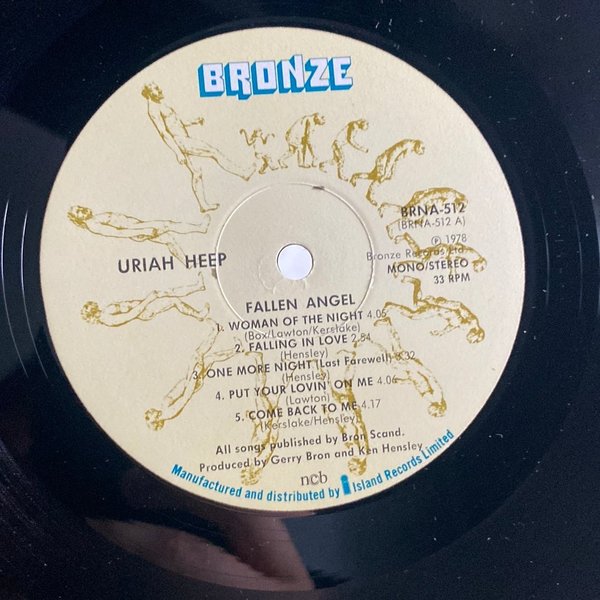 BRONZE
BRNA-512
(BRNA-512 A)
℗ 1978
Bronze Records Ltd.
MONO/STEREO
33 RPM
URIAH HEEP
FALLEN ANGEL
1. WOMAN OF THE NIGHT 4.05
(Box/Lawton/Kerslake)
2. FALLING IN LOVE 2.54
(Hensley)
3. ONE MORE NIGHT (Last Farewell) 3.32
(Hensley)
4. PUT YOUR LOVIN' ON ME 4.06
(Lawton)
5. COME BACK TO ME 4.17
(Kerslake/Hensley)
All songs published by Bron Scand.
Produced by Gerry Bron and Ken Hensley
ncb
Manufactured and distributed by Island Records Limited